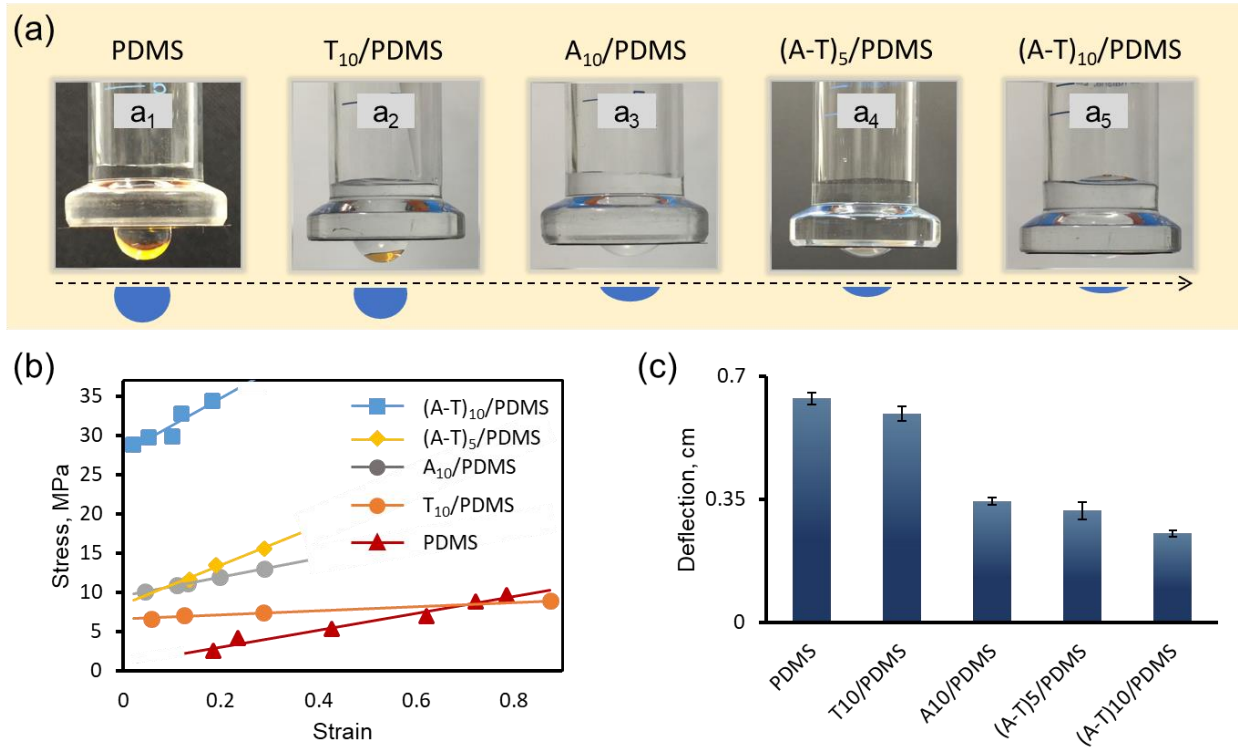 (a)
PDMS
T₁₀/PDMS
A₁₀/PDMS
(A-T)₅/PDMS
(A-T)₁₀/PDMS
a₁
a₂
a₃
a₄
a₅
5
(b)
35
30
25
20
15
10
5
0
Stress, MPa
0
0.2
0.4
0.6
0.8
Strain
(A-T)₁₀/PDMS
(A-T)₅/PDMS
A₁₀/PDMS
T₁₀/PDMS
PDMS
(c)
0.7
0.35
0
Deflection, cm
PDMS
T10/PDMS
A10/PDMS
(A-T)5/PDMS
(A-T)10/PDMS